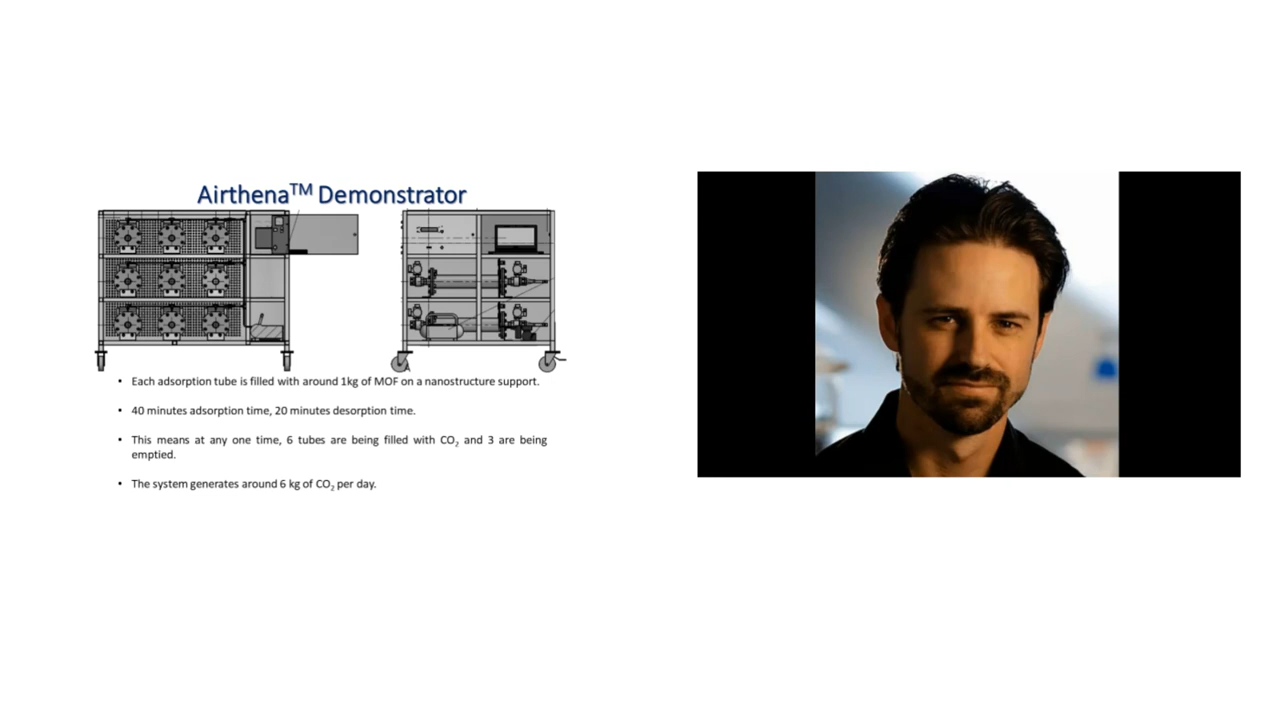 Airthena™ Demonstrator
• Each adsorption tube is filled with around 1kg of MOF on a nanostructure support.
• 40 minutes adsorption time, 20 minutes desorption time.
• This means at any one time, 6 tubes are being filled with CO₂ and 3 are being
emptied.
• The system generates around 6 kg of CO₂ per day.